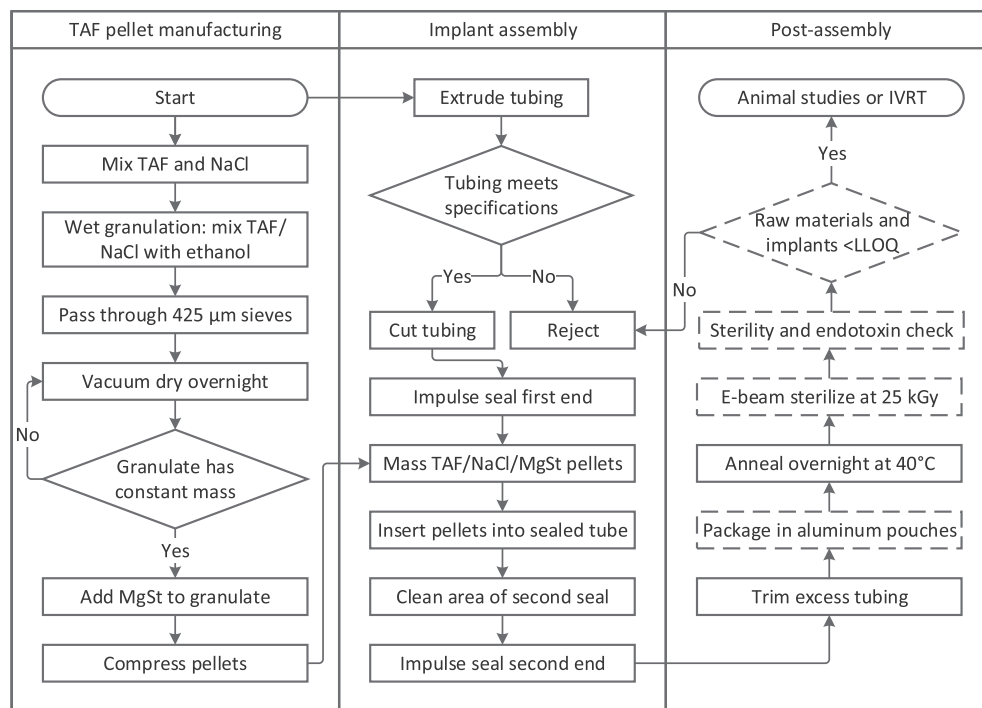 TAF pellet manufacturing
Start
Mix TAF and NaCl
Wet granulation: mix TAF/
NaCl with ethanol
Pass through 425 µm sieves
Vacuum dry overnight
No
Granulate has
constant mass
Yes
Add MgSt to granulate
Compress pellets
Implant assembly
Extrude tubing
Tubing meets
specifications
Yes
No
Cut tubing
Reject
Impulse seal first end
Mass TAF/NaCl/MgSt pellets
Insert pellets into sealed tube
Clean area of second seal
Impulse seal second end
Post-assembly
Animal studies or IVRT
Yes
Raw materials and
implants <LLOQ
No
Sterility and endotoxin check
E-beam sterilize at 25 kGy
Anneal overnight at 40°C
Package in aluminum pouches
Trim excess tubing